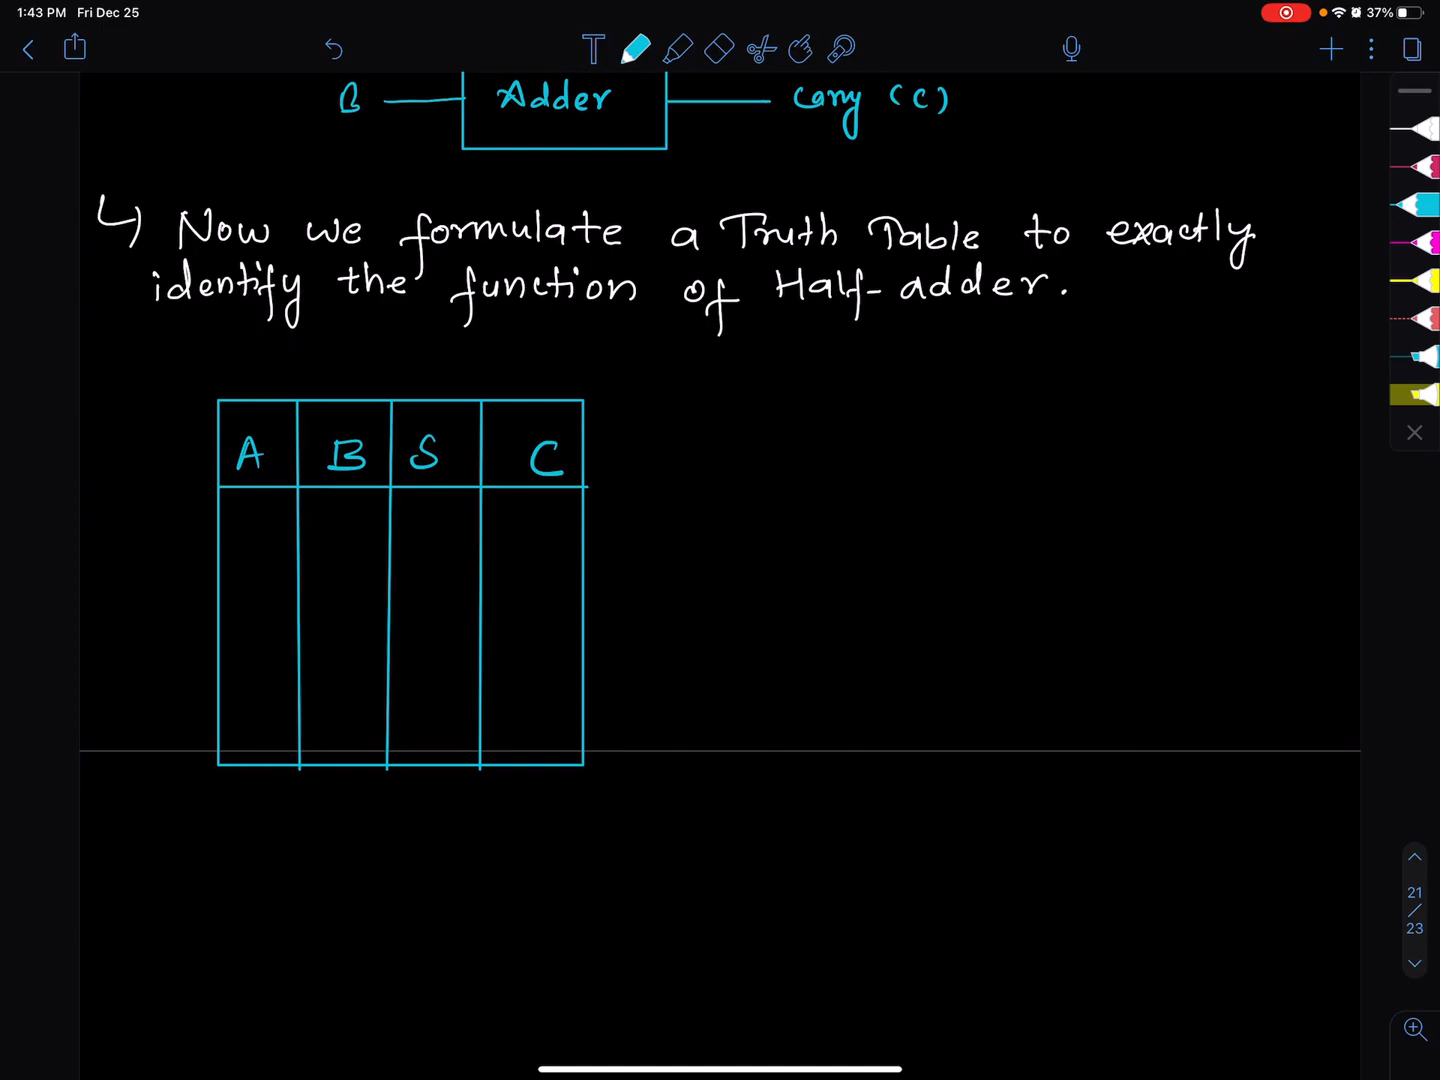 1:43 PM Fri Dec 25
37%
B Adder Carry (C)
Now we formulate a Truth Table to exactly
identify the function of Half-adder.
A B S C
21
/
23